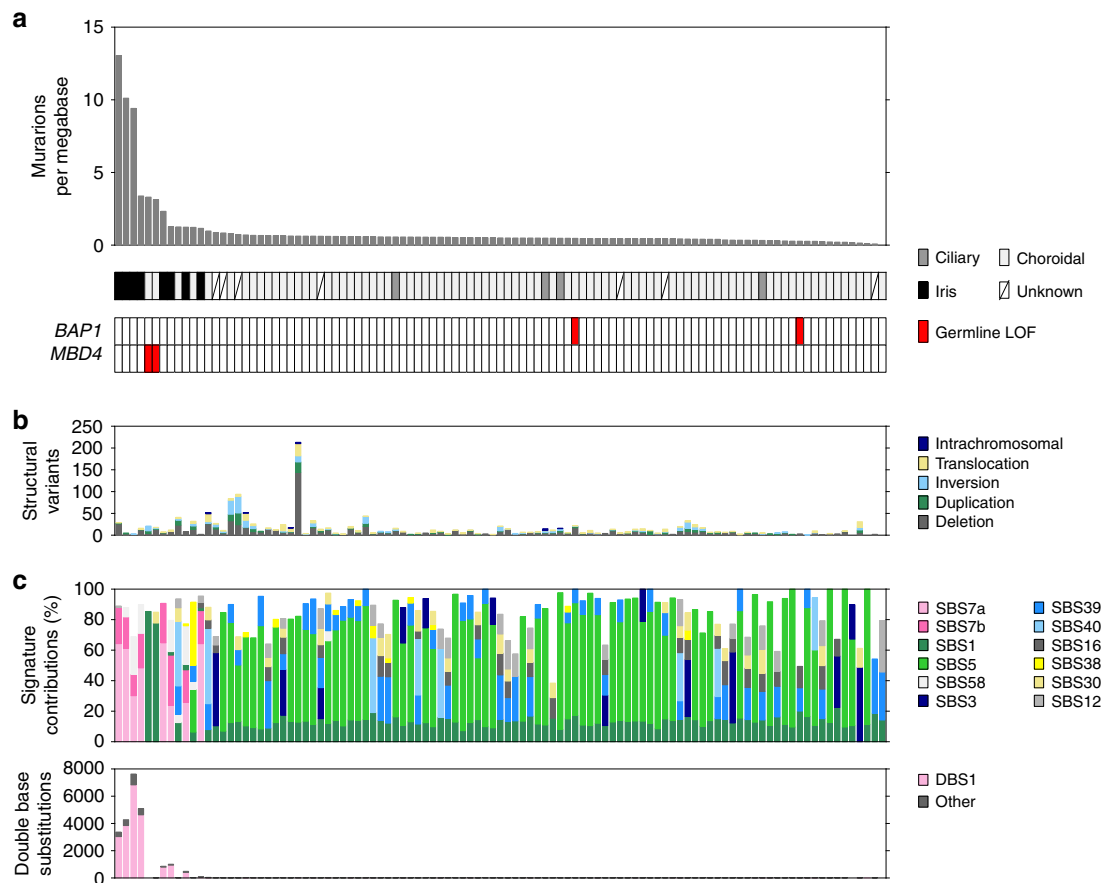 a
Murarions
per megabase
15
10
5
0
Ciliary
Choroidal
Iris
Unknown
BAP1
MBD4
Germline LOF
b
Structural
variants
250
200
150
100
50
0
Intrachromosomal
Translocation
Inversion
Duplication
Deletion
c
Signature
contributions (%)
100
80
60
40
20
0
SBS7a
SBS7b
SBS1
SBS5
SBS58
SBS3
SBS39
SBS40
SBS16
SBS38
SBS30
SBS12
Double base
substitutions
8000
6000
4000
2000
0
DBS1
Other